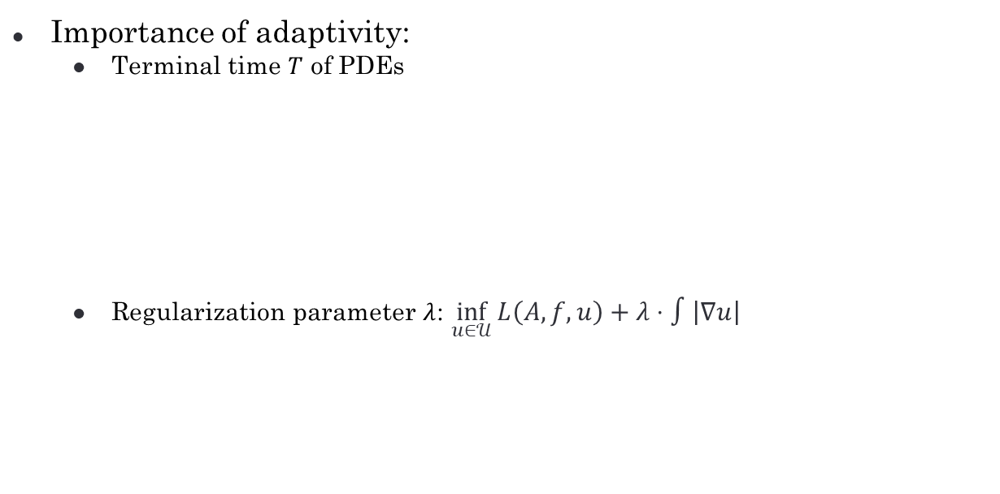 • Importance of adaptivity:
• Terminal time 𝑇 of PDEs
• Regularization parameter λ: inf 𝐿(𝐴, 𝑓, 𝑢) + λ · ∫ |∇𝑢|
𝑢∈𝒰